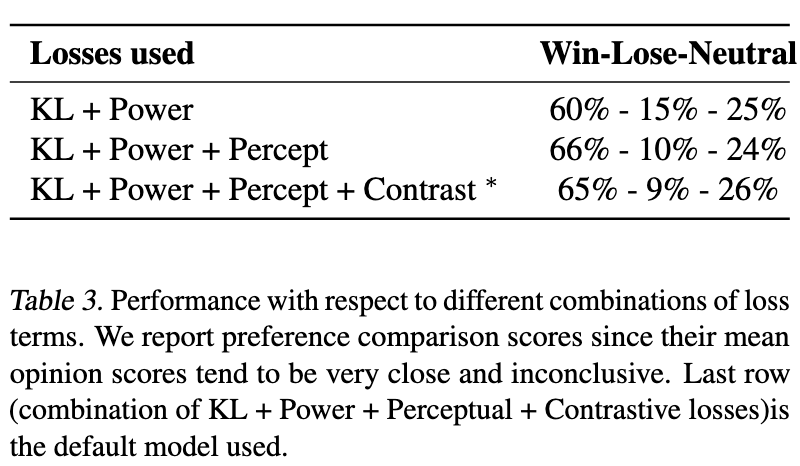 Losses used Win-Lose-Neutral
KL + Power 60% - 15% - 25%
KL + Power + Percept 66% - 10% - 24%
KL + Power + Percept + Contrast * 65% - 9% - 26%
Table 3. Performance with respect to different combinations of loss
terms. We report preference comparison scores since their mean
opinion scores tend to be very close and inconclusive. Last row
(combination of KL + Power + Perceptual + Contrastive losses)is
the default model used.